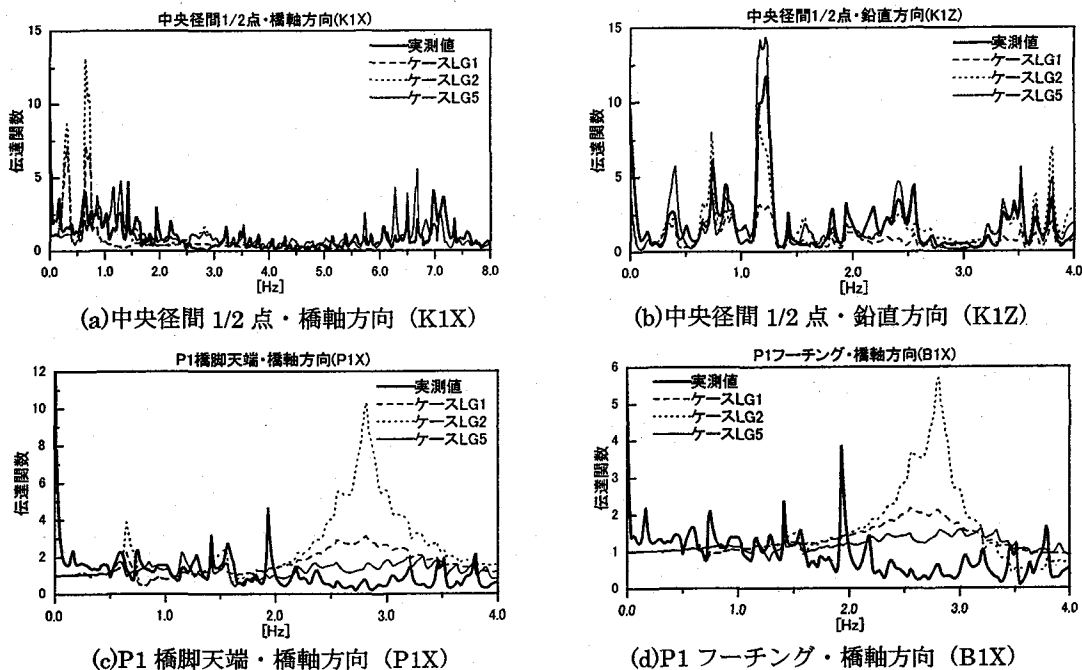 中央径間1/2点・橋軸方向(K1X)
15
10
5
0
伝達関数
実測値
ケースLG1
ケースLG2
ケースLG5
0.0 1.0 2.0 3.0 4.0 5.0 6.0 7.0 8.0
[Hz]
(a)中央径間 1/2 点・橋軸方向（K1X）
中央径間1/2点・鉛直方向(K1Z)
15
10
5
0
伝達関数
実測値
ケースLG1
ケースLG2
ケースLG5
0.0 1.0 2.0 3.0 4.0
[Hz]
(b)中央径間 1/2 点・鉛直方向（K1Z）
P1橋脚天端・橋軸方向(P1X)
12
10
8
6
4
2
0
伝達関数
実測値
ケースLG1
ケースLG2
ケースLG5
0.0 1.0 2.0 3.0 4.0
[Hz]
(c)P1 橋脚天端・橋軸方向（P1X）
P1フーチング・橋軸方向(B1X)
6
5
4
3
2
1
0
伝達関数
実測値
ケースLG1
ケースLG2
ケースLG5
0.0 1.0 2.0 3.0 4.0
[Hz]
(d)P1 フーチング・橋軸方向（B1X）